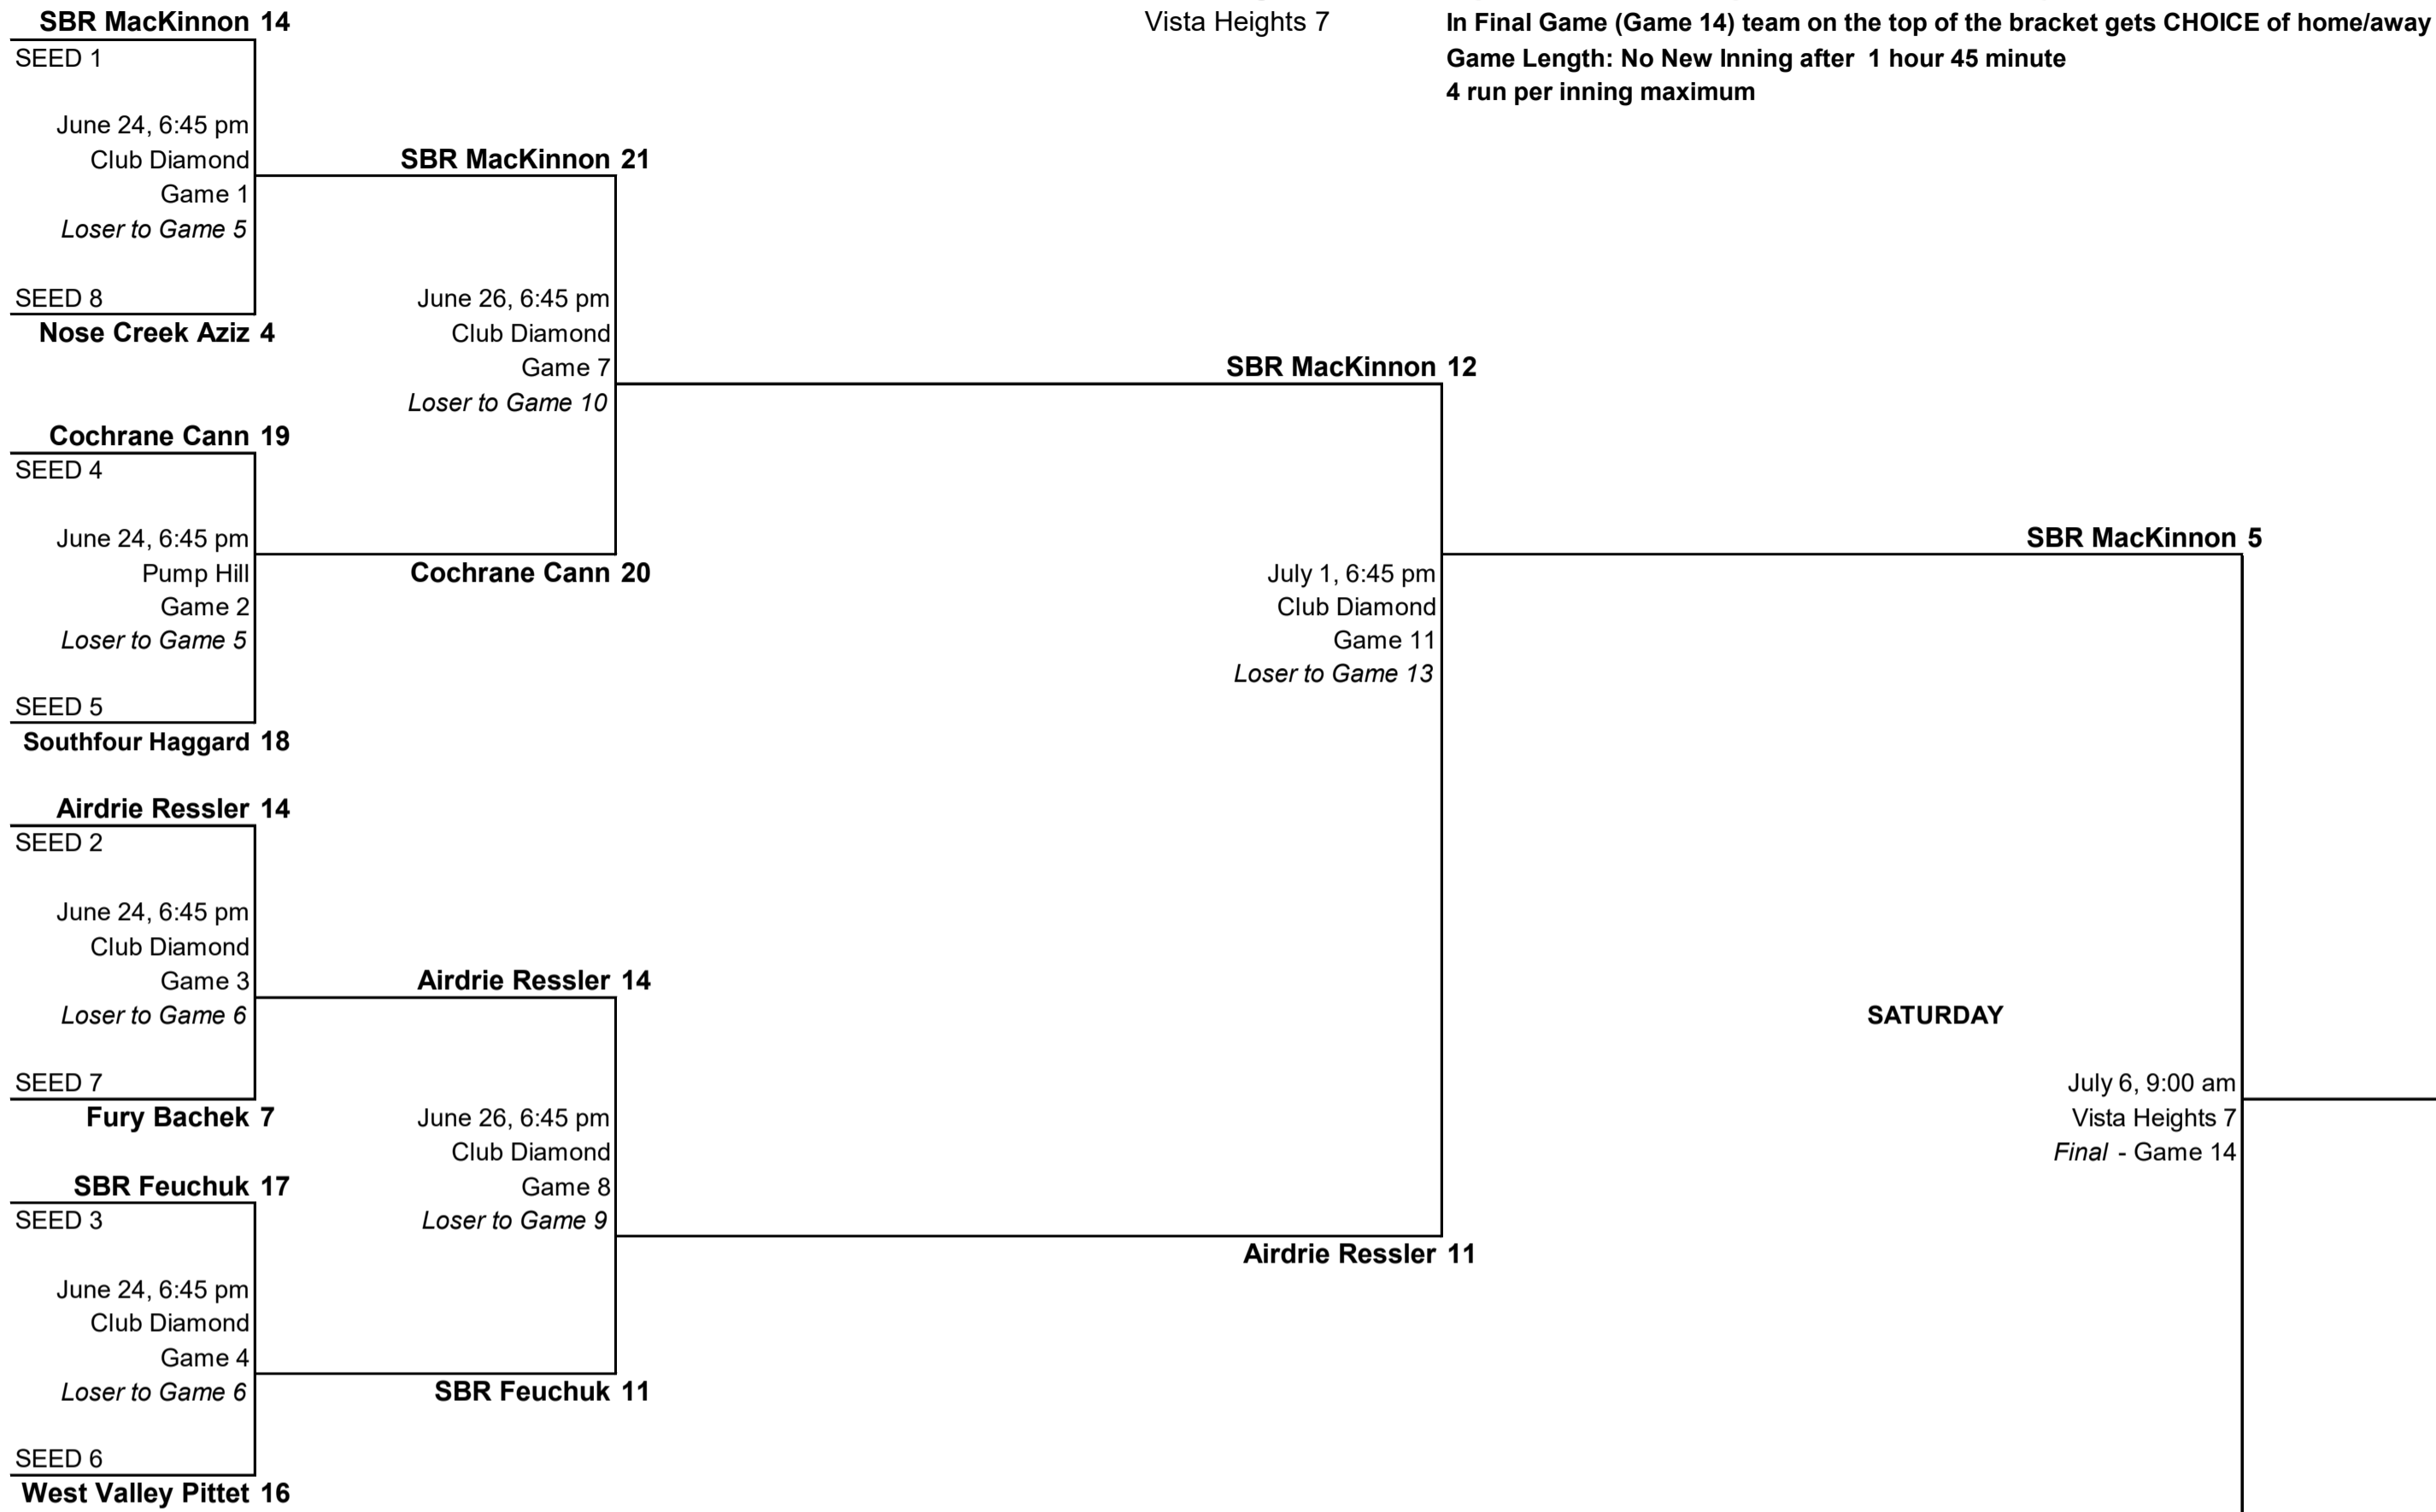 SBR MacKinnon 14
SEED 1
June 24, 6:45 pm
Club Diamond
Game 1
Loser to Game 5
SEED 8
Nose Creek Aziz 4
Cochrane Cann 19
SEED 4
June 24, 6:45 pm
Pump Hill
Game 2
Loser to Game 5
SEED 5
Southfour Haggard 18
Airdrie Ressler 14
SEED 2
June 24, 6:45 pm
Club Diamond
Game 3
Loser to Game 6
SEED 7
Fury Bachek 7
SBR Feuchuk 17
SEED 3
June 24, 6:45 pm
Club Diamond
Game 4
Loser to Game 6
SEED 6
West Valley Pittet 16
SBR MacKinnon 21
June 26, 6:45 pm
Club Diamond
Game 7
Loser to Game 10
Cochrane Cann 20
Airdrie Ressler 14
June 26, 6:45 pm
Club Diamond
Game 8
Loser to Game 9
SBR Feuchuk 11
Vista Heights 7
In Final Game (Game 14) team on the top of the bracket gets CHOICE of home/away
Game Length: No New Inning after 1 hour 45 minute
4 run per inning maximum
SBR MacKinnon 12
July 1, 6:45 pm
Club Diamond
Game 11
Loser to Game 13
Airdrie Ressler 11
SBR MacKinnon 5
SATURDAY
July 6, 9:00 am
Vista Heights 7
Final - Game 14